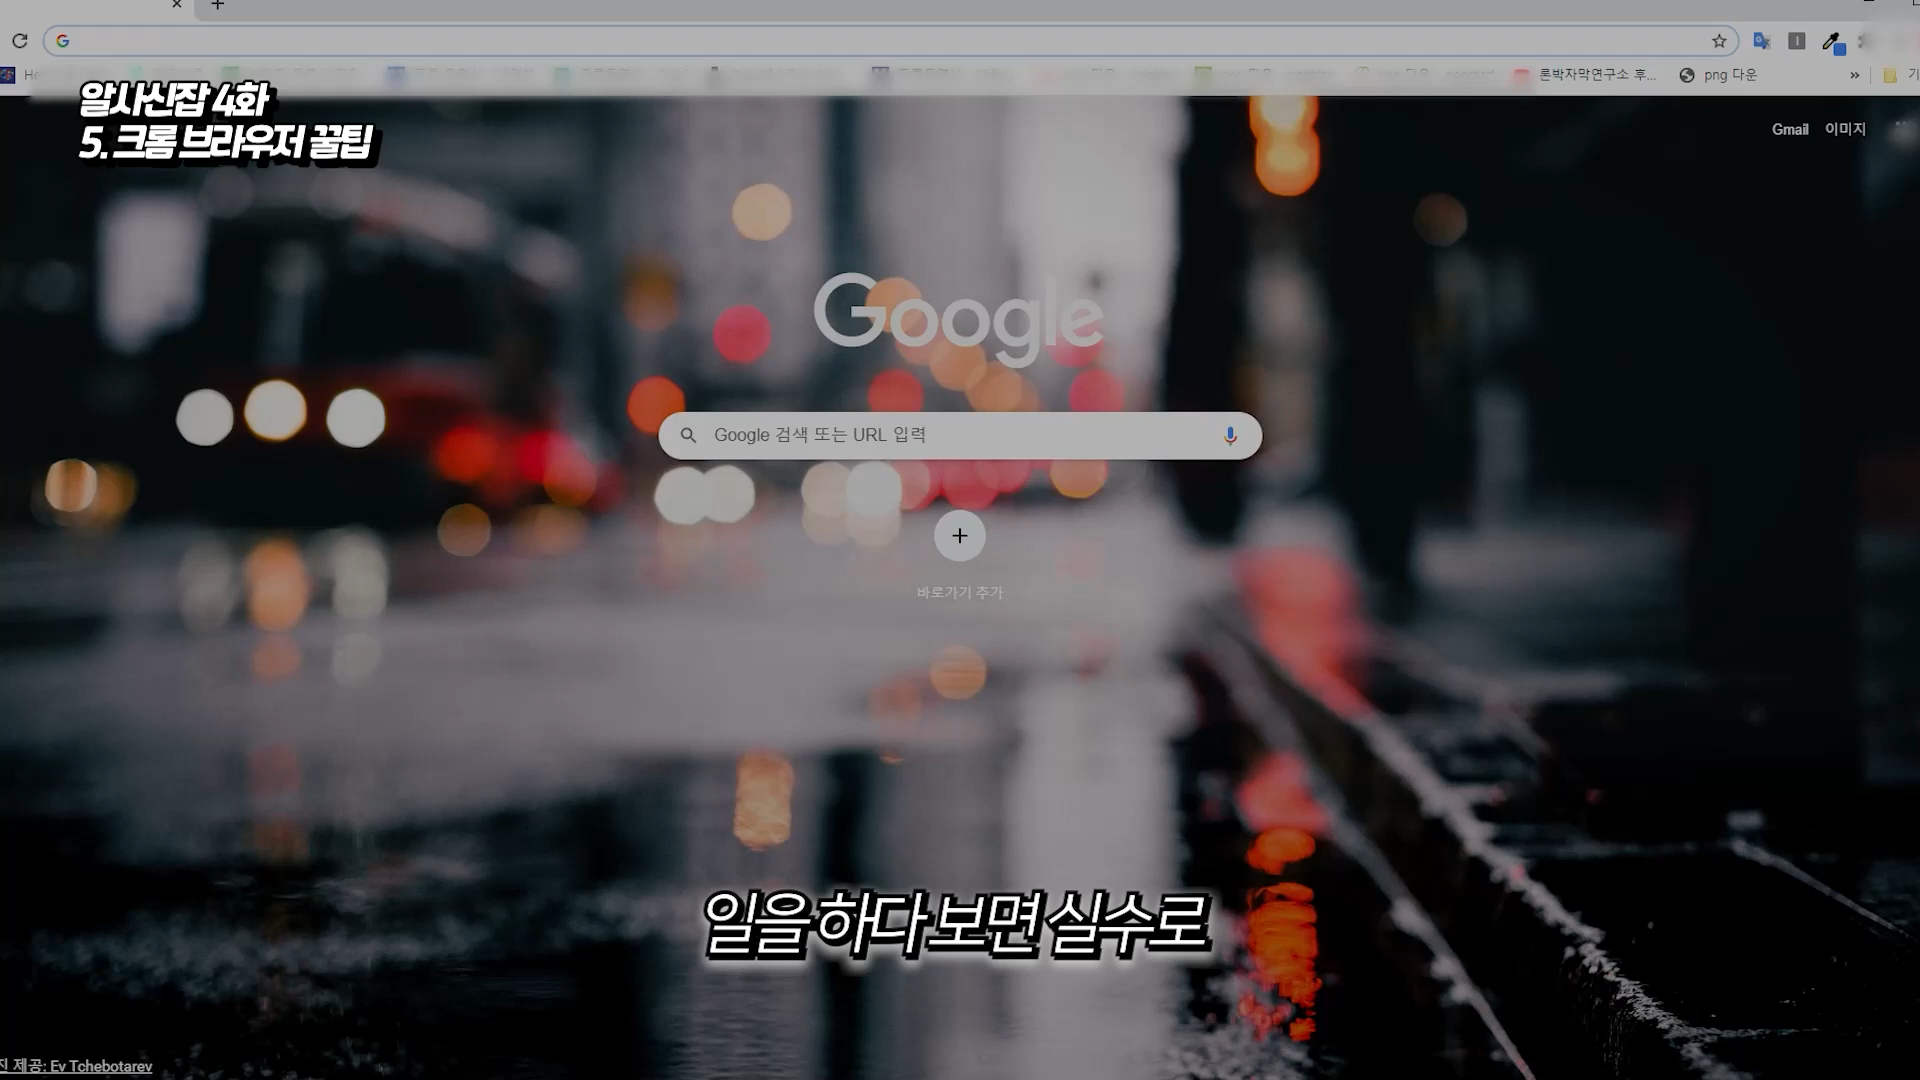 론박자막연구소 후...
png 다운
알사신잡 4화
5. 크롬 브라우저 꿀팁
Gmail
이미지
Google
Google 검색 또는 URL 입력
바로가기 추가
일을 하다 보면 실수로
제공: Ev Tchebotarev